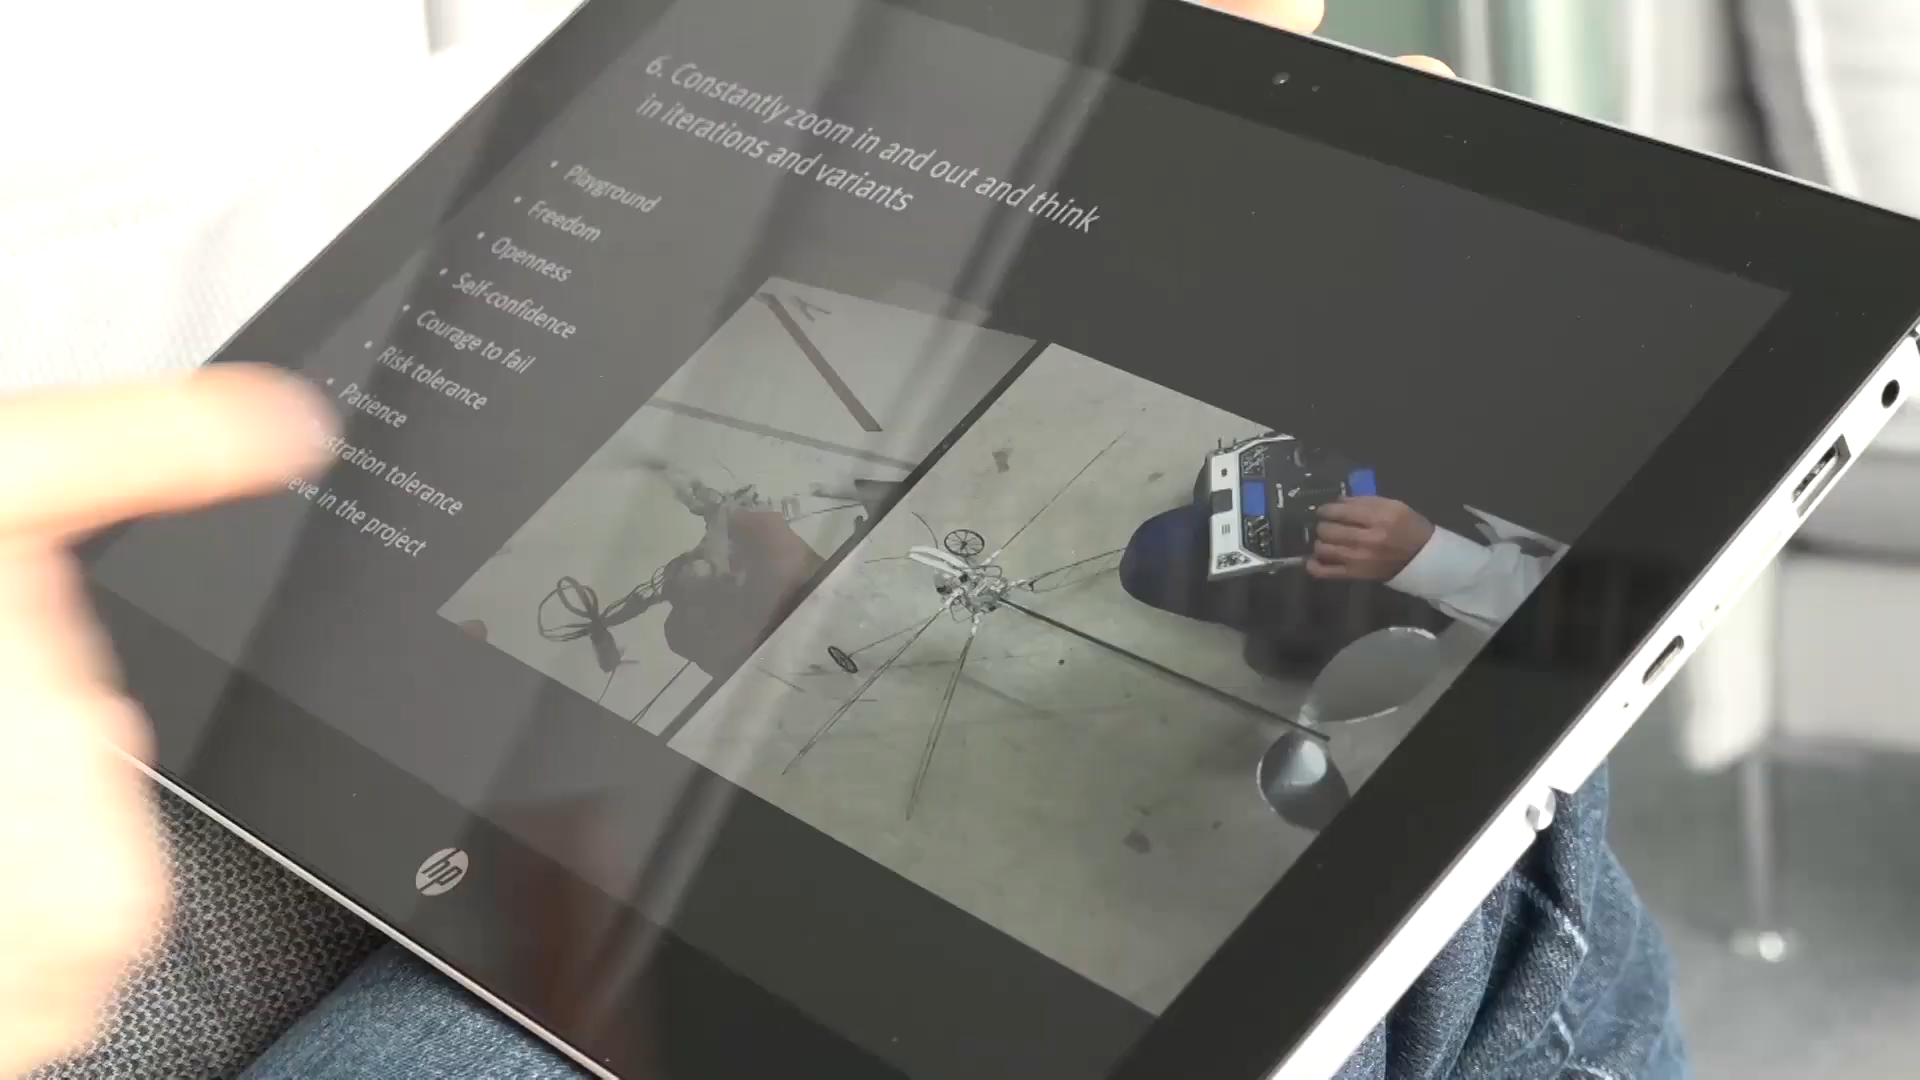 6. Constantly zoom in and out and think
in iterations and variants
• Playground
• Freedom
• Openness
• Self-confidence
• Courage to fail
• Risk tolerance
• Patience
tolerance
in the project
hp